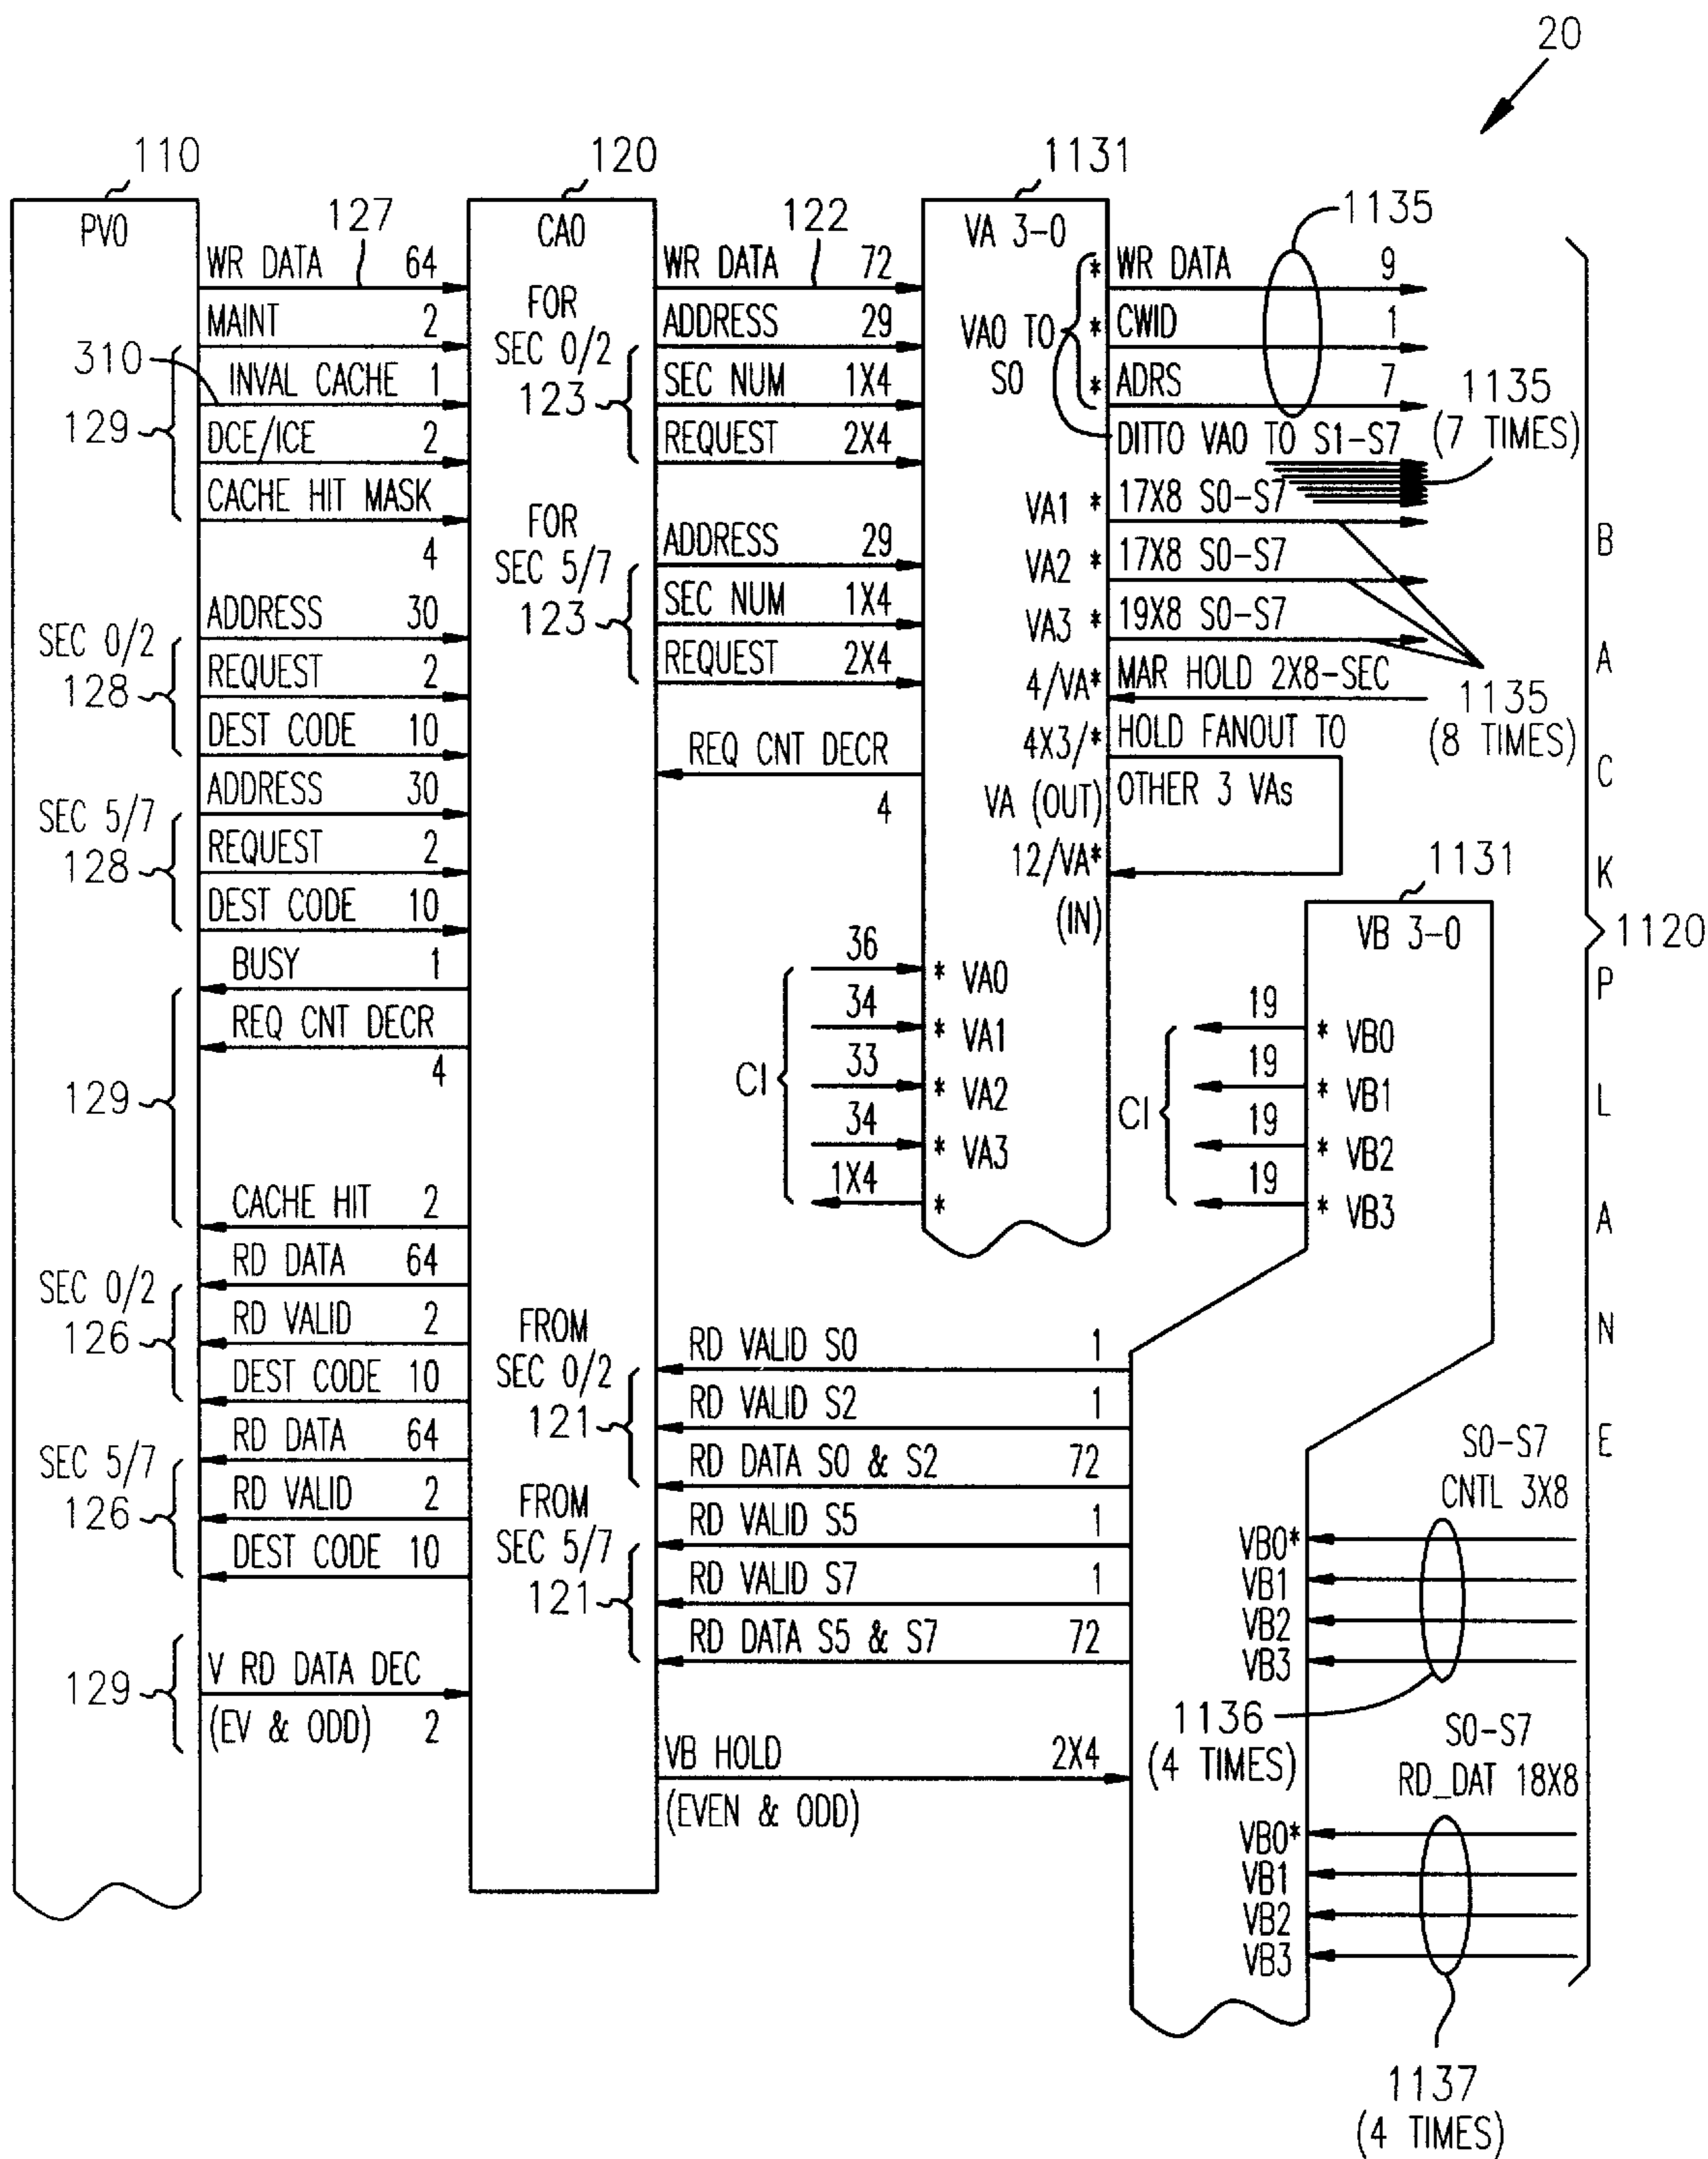 20
110
120
1131
PV0
CA0
VA 3-0
127
122
1135
WR DATA 64
MAINT 2
310
INVAL CACHE 1
129
DCE/ICE 2
CACHE HIT MASK
4
SEC 0/2
128
ADDRESS 30
REQUEST 2
DEST CODE 10
SEC 5/7
128
ADDRESS 30
REQUEST 2
DEST CODE 10
BUSY 1
REQ CNT DECR
4
129
CACHE HIT 2
SEC 0/2
126
RD DATA 64
RD VALID 2
DEST CODE 10
SEC 5/7
126
RD DATA 64
RD VALID 2
DEST CODE 10
129
V RD DATA DEC
(EV & ODD) 2
FOR
SEC 0/2
123
WR DATA 72
ADDRESS 29
SEC NUM 1X4
REQUEST 2X4
FOR
SEC 5/7
123
ADDRESS 29
SEC NUM 1X4
REQUEST 2X4
REQ CNT DECR
4
CI
36
* VA0
34
* VA1
33
* VA2
34
* VA3
1X4
*
FROM
SEC 0/2
121
RD VALID S0 1
RD VALID S2 1
RD DATA S0 & S2 72
FROM
SEC 5/7
121
RD VALID S5 1
RD VALID S7 1
RD DATA S5 & S7 72
VB HOLD 2X4
(EVEN & ODD)
VA0 TO
S0
* WR DATA 9
* CWID 1
* ADRS 7
DITTO VA0 TO S1-S7
1135
(7 TIMES)
VA1 * 17X8 S0-S7
VA2 * 17X8 S0-S7
VA3 * 19X8 S0-S7
1135
(8 TIMES)
4/VA* MAR HOLD 2X8-SEC
4X3/* HOLD FANOUT TO
VA (OUT) OTHER 3 VAs
12/VA*
(IN)
1131
VB 3-0
CI
19
* VB0
19
* VB1
19
* VB2
19
* VB3
S0-S7
CNTL 3X8
VB0*
VB1
VB2
VB3
1136
(4 TIMES)
S0-S7
RD_DAT 18X8
VB0*
VB1
VB2
VB3
1137
(4 TIMES)
B
A
C
K
P
L
A
N
E
1120